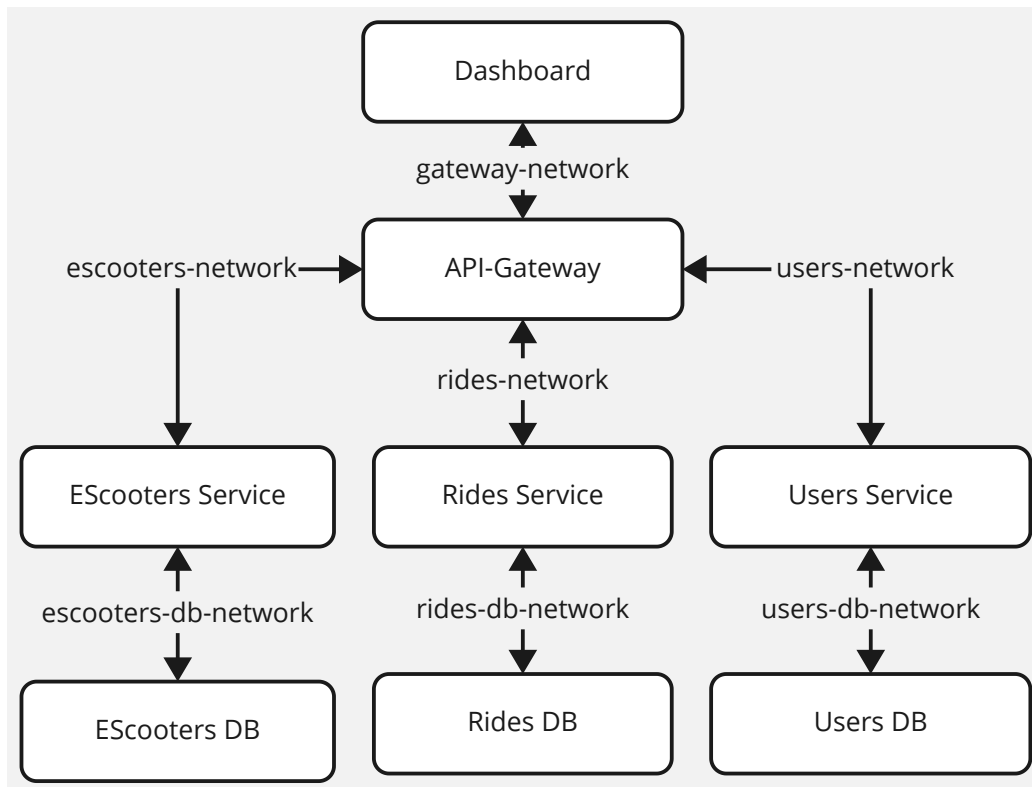 Dashboard
gateway-network
escooters-network
API-Gateway
users-network
rides-network
EScooters Service
Rides Service
Users Service
escooters-db-network
rides-db-network
users-db-network
EScooters DB
Rides DB
Users DB